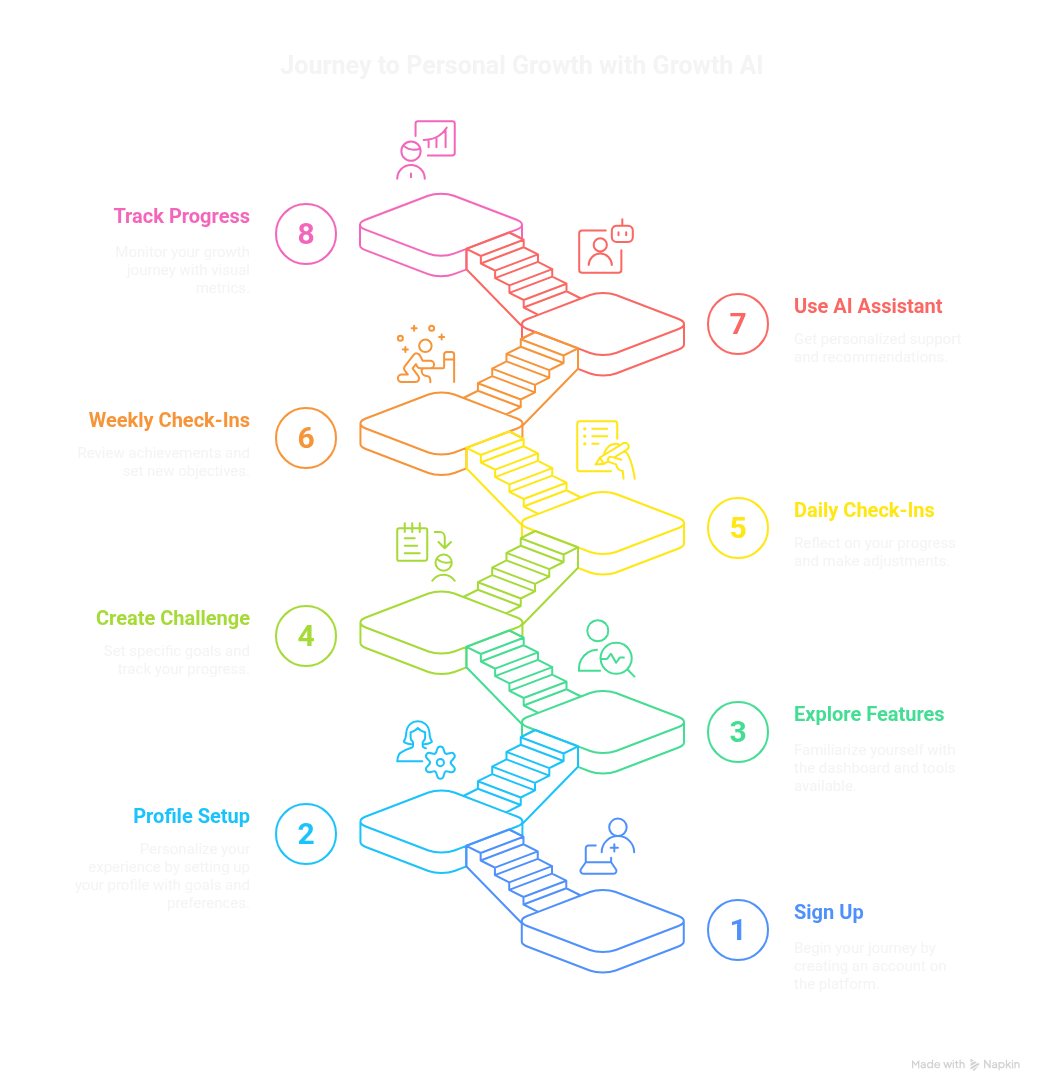 Journey to Personal Growth with Growth AI
Track Progress
8
Monitor your growth
journey with visual
metrics.
Use AI Assistant
7
Get personalized support
and recommendations.
Weekly Check-Ins
6
Review achievements and
set new objectives.
Daily Check-Ins
5
Reflect on your progress
and make adjustments.
Create Challenge
4
Set specific goals and
track your progress.
Explore Features
3
Familiarize yourself with
the dashboard and tools
available.
Profile Setup
2
Personalize your
experience by setting up
your profile with goals and
preferences.
Sign Up
1
Begin your journey by
creating an account on
the platform.
Made with Napkin